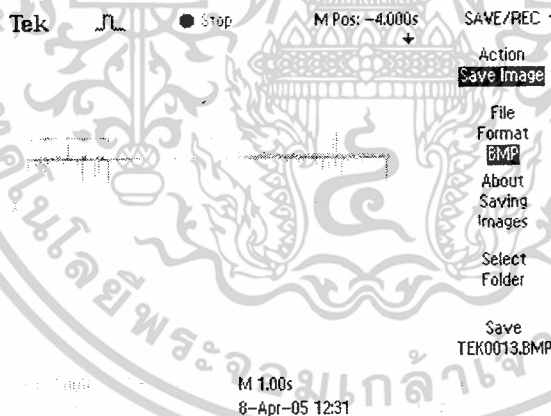 Tek
Stop
M Pos: -4.000s
SAVE/REC
Action
Save Image
File
Format
BMP
About
Saving
Images
Select
Folder
Save
TEK0013.BMP
M 1.00s
8-Apr-05 12:31